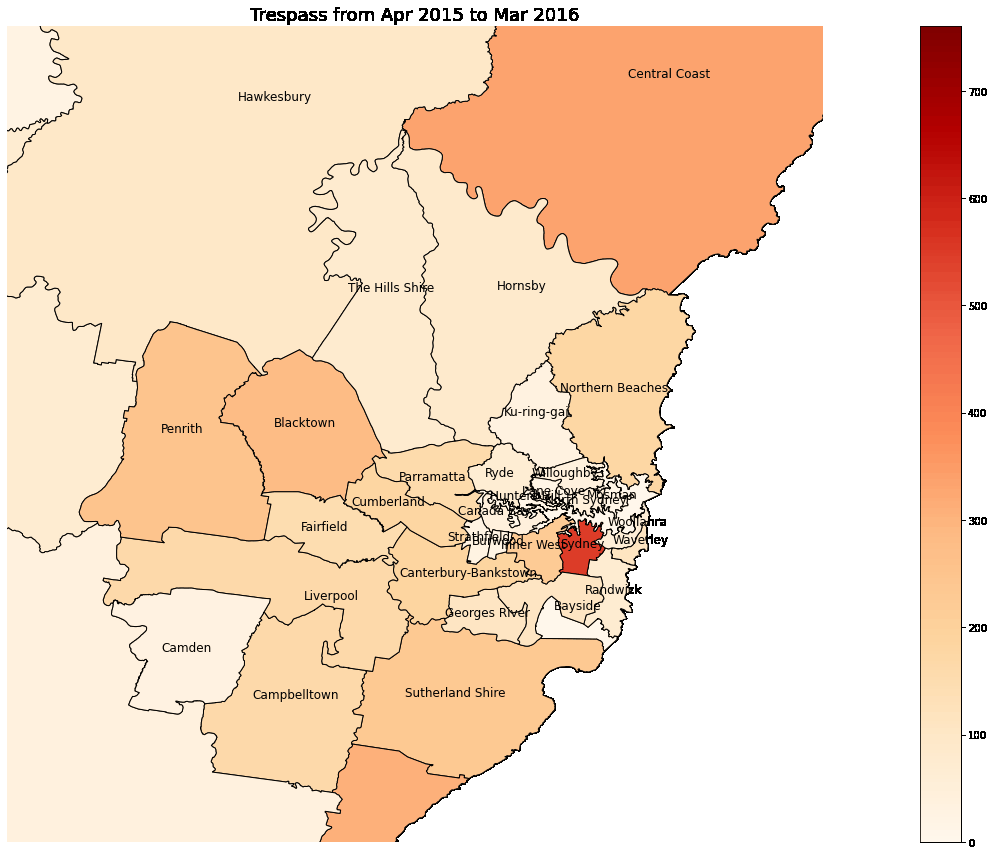 Trespass from Apr 2015 to Mar 2016
Central Coast
Hawkesbury
The Hills Shire
Hornsby
Northern Beaches
Ku-ring-gai
Penrith
Blacktown
Parramatta
Ryde
Willoughby
Lane Cove
Mosman
North Sydney
Cumberland
Canada Bay
Fairfield
Woollahra
Strathfield
Burwood
Inner West
Sydney
Waverley
Canterbury-Bankstown
Liverpool
Randwick
Bayside
Georges River
Camden
Campbelltown
Sutherland Shire
700
600
500
400
300
200
100
0